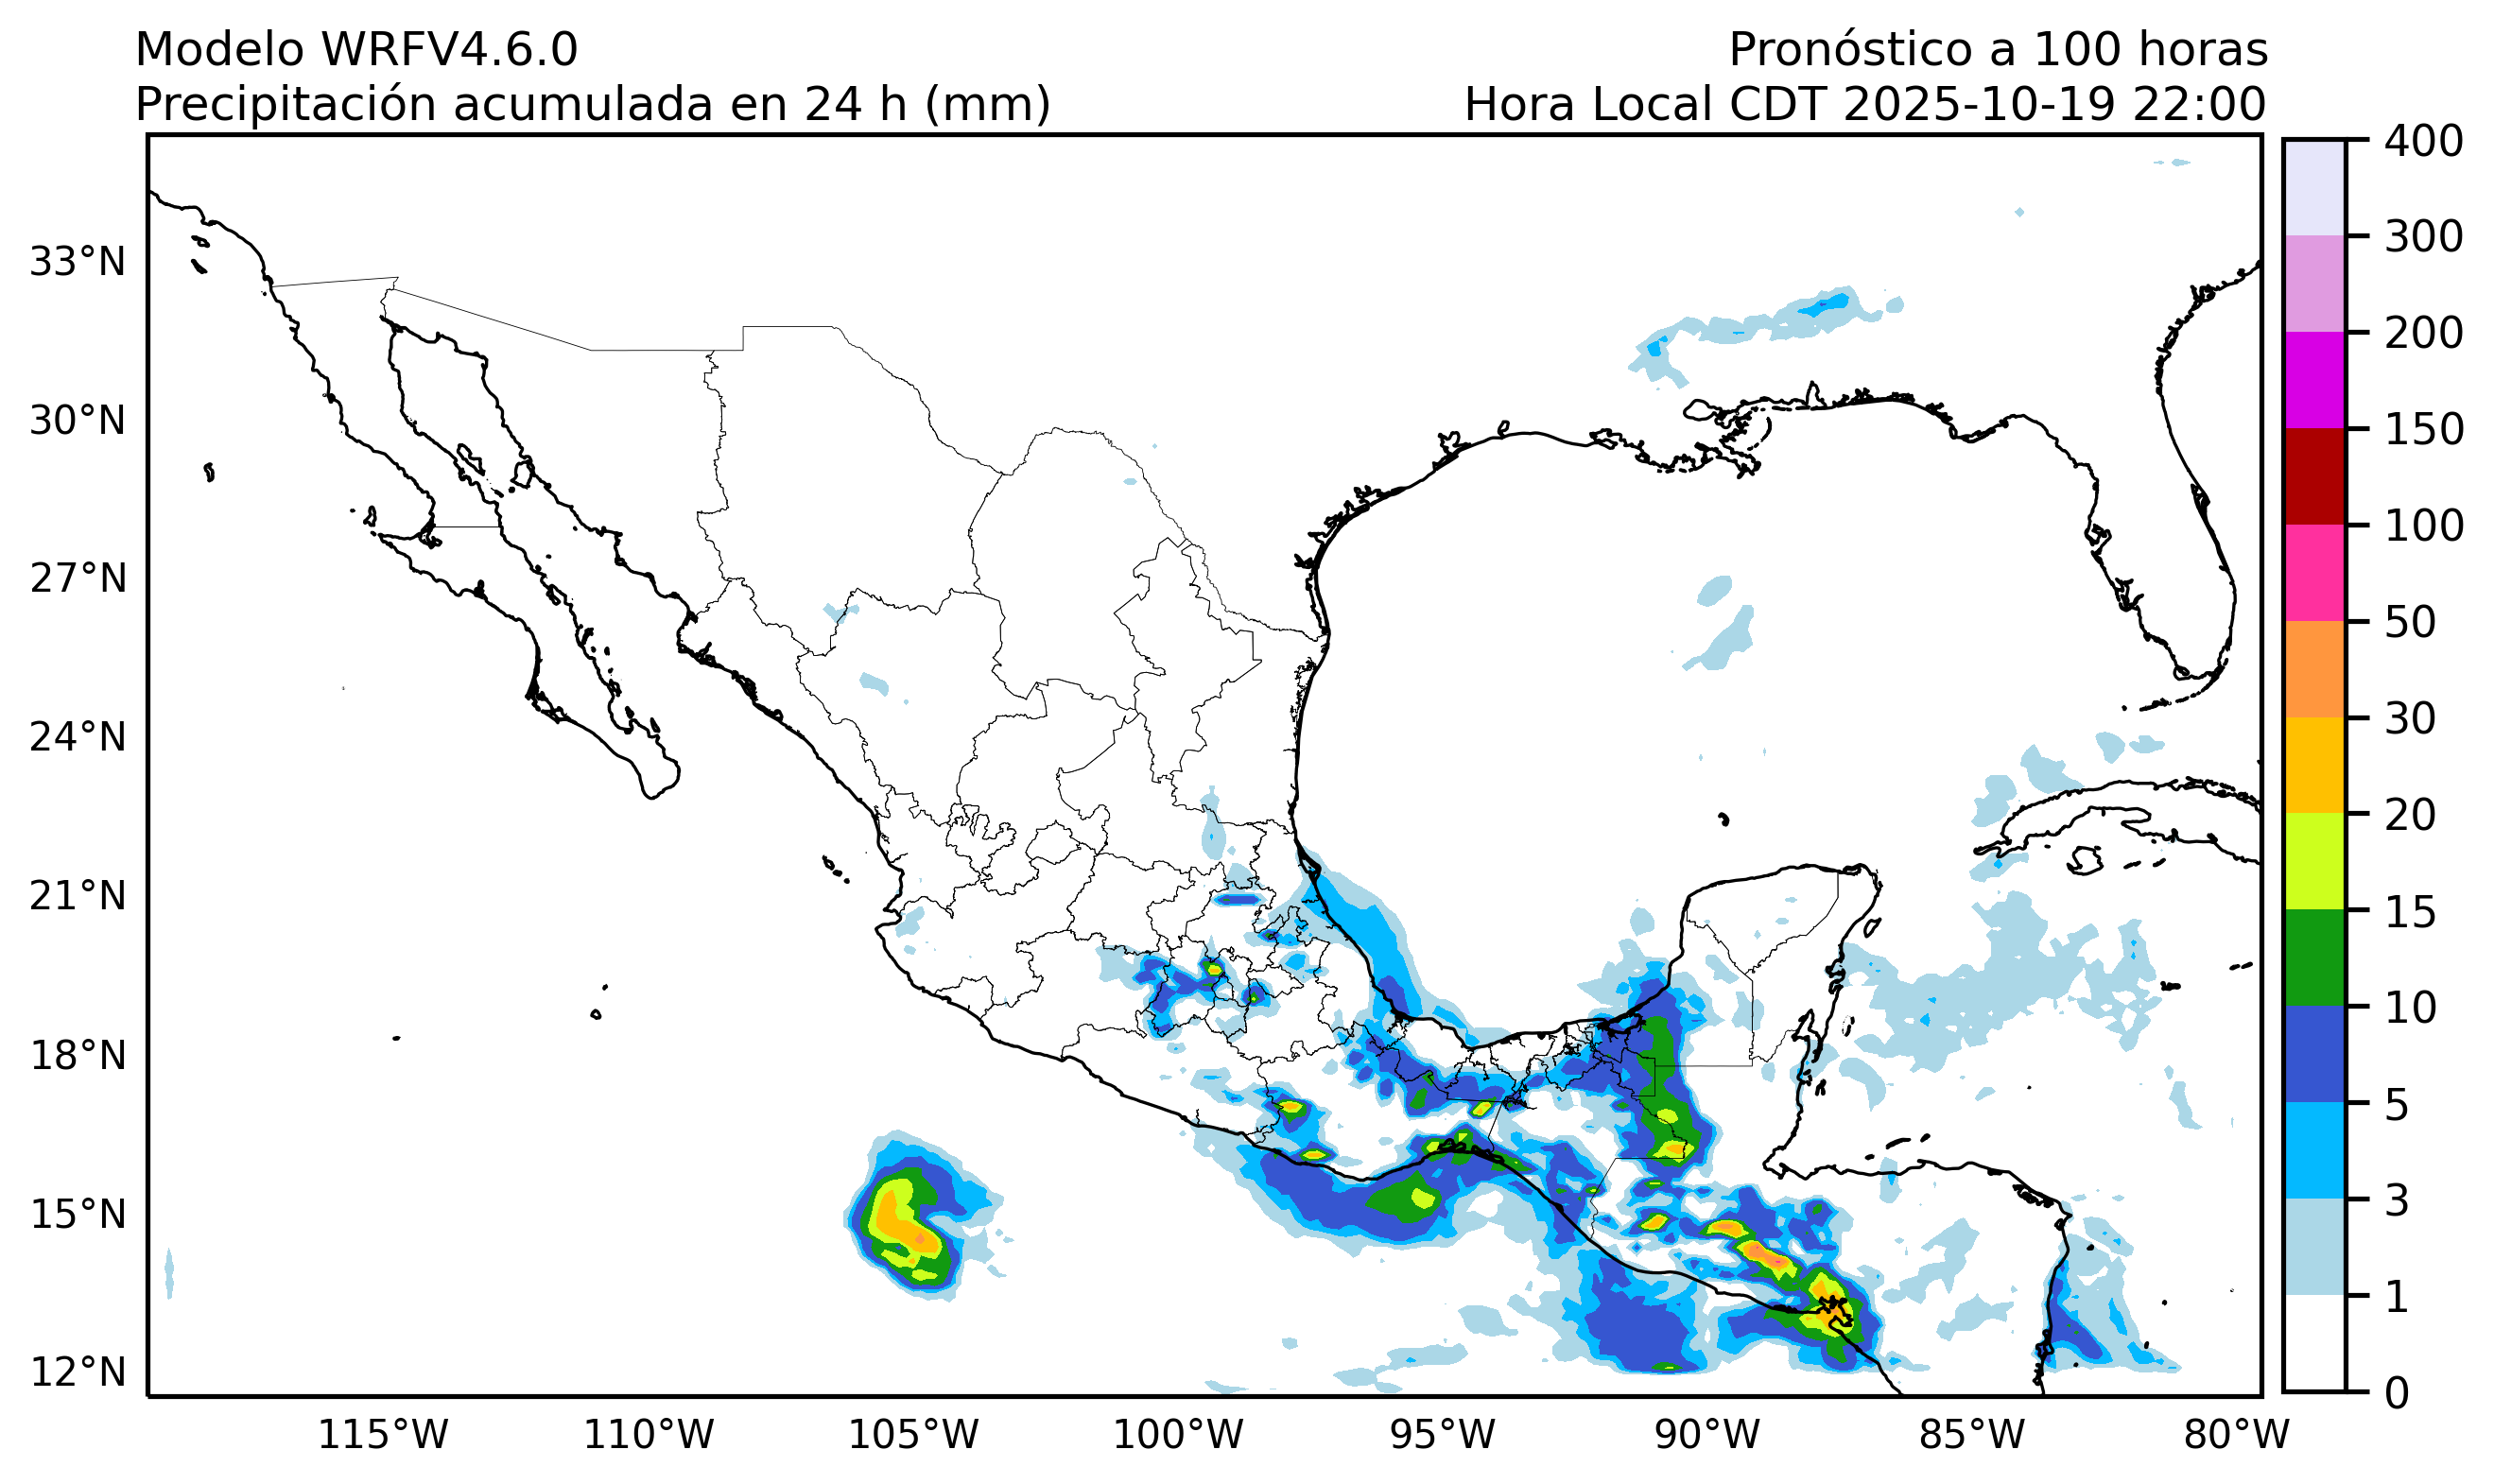 Modelo WRFV4.6.0
Pronóstico a 100 horas
Precipitación acumulada en 24 h (mm)
Hora Local CDT 2025-10-19 22:00
33°N
30°N
27°N
24°N
21°N
18°N
15°N
12°N
115°W
110°W
105°W
100°W
95°W
90°W
85°W
80°W
400
300
200
150
100
50
30
20
15
10
5
3
1
0